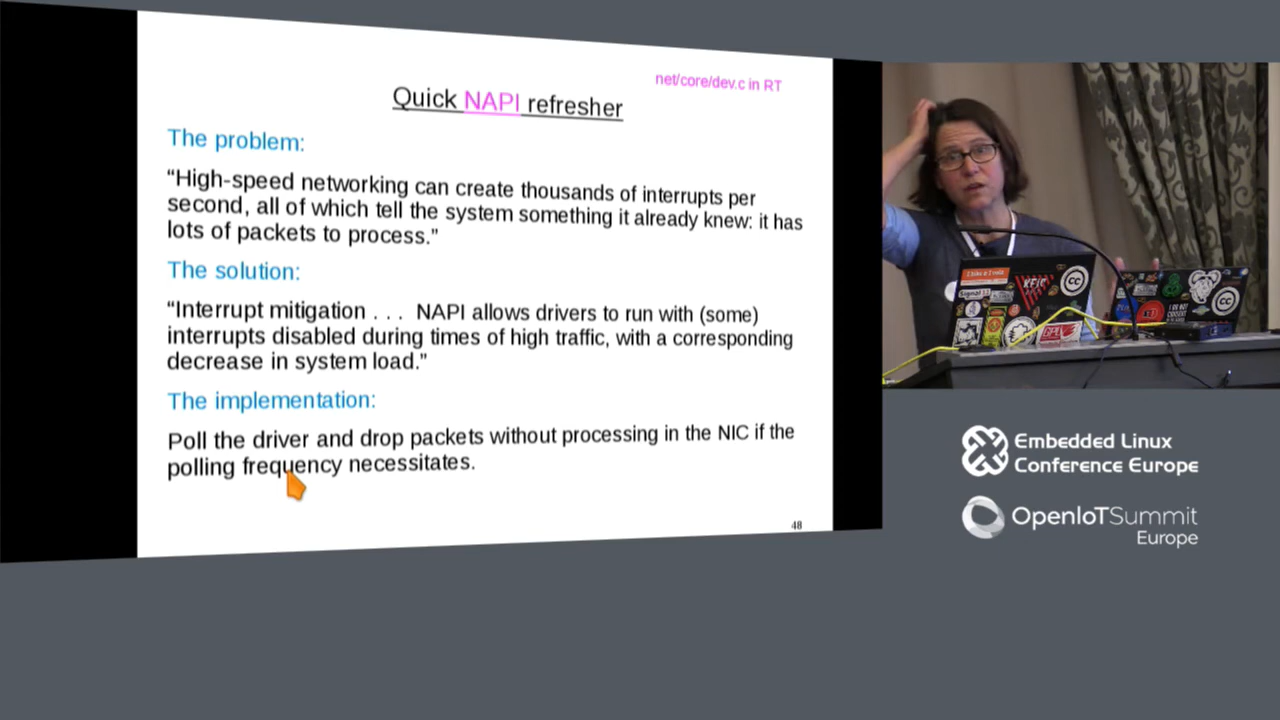 net/core/dev.c in RT
Quick NAPI refresher
The problem:
“High-speed networking can create thousands of interrupts per
second, all of which tell the system something it already knew: it has
lots of packets to process.”
The solution:
“Interrupt mitigation . . .  NAPI allows drivers to run with (some)
interrupts disabled during times of high traffic, with a corresponding
decrease in system load.”
The implementation:
Poll the driver and drop packets without processing in the NIC if the
polling frequency necessitates.
48
cc
cc
Embedded Linux
Conference Europe
OpenIoTSummit
Europe